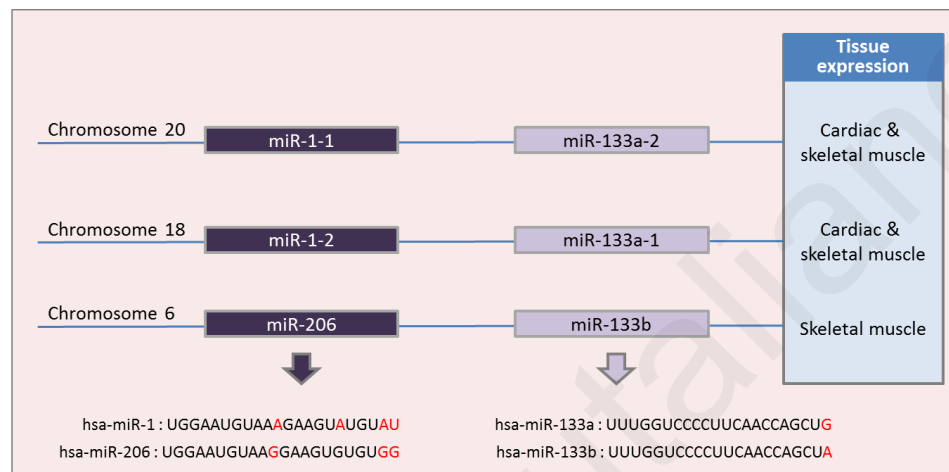 Tissue
expression
Chromosome 20
miR-1-1
miR-133a-2
Cardiac &
skeletal muscle
Chromosome 18
miR-1-2
miR-133a-1
Cardiac &
skeletal muscle
Chromosome 6
miR-206
miR-133b
Skeletal muscle
hsa-miR-1 : UGGAAUGUAAAGAAGUAUGUAU
hsa-miR-133a : UUUGGUCCCCUUCAACCAGCUG
hsa-miR-206 : UGGAAUGUAAGGAAGUGUGUGG
hsa-miR-133b : UUUGGUCCCCUUCAACCAGCUA